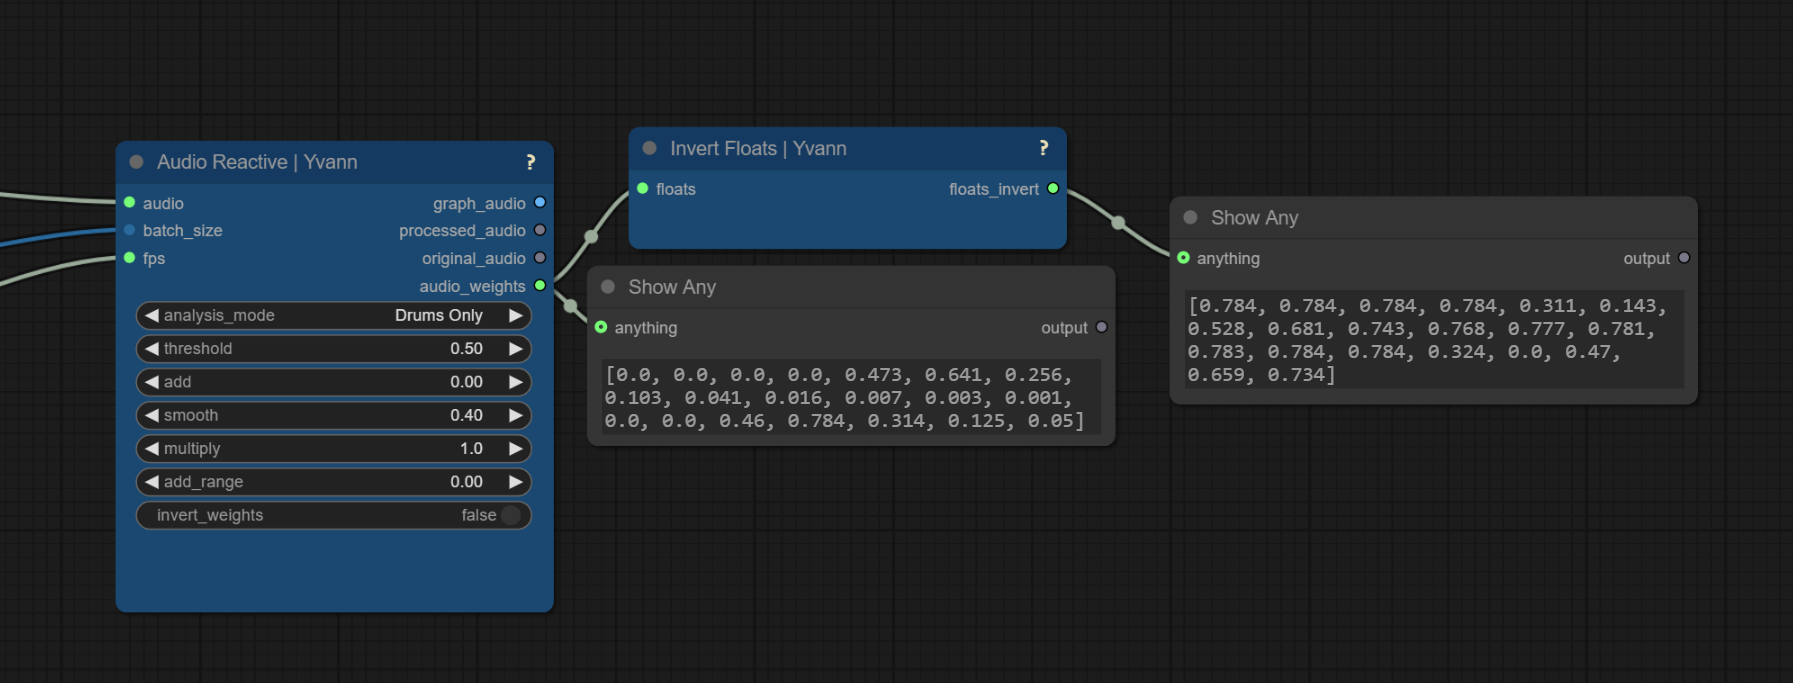 Audio Reactive | Yvann ?
audio graph_audio
batch_size processed_audio
fps original_audio
audio_weights
analysis_mode Drums Only
threshold 0.50
add 0.00
smooth 0.40
multiply 1.0
add_range 0.00
invert_weights false
Invert Floats | Yvann ?
floats floats_invert
Show Any
anything output
[0.0, 0.0, 0.0, 0.0, 0.473, 0.641, 0.256,
0.103, 0.041, 0.016, 0.007, 0.003, 0.001,
0.0, 0.0, 0.46, 0.784, 0.314, 0.125, 0.05]
Show Any
anything output
[0.784, 0.784, 0.784, 0.784, 0.311, 0.143,
0.528, 0.681, 0.743, 0.768, 0.777, 0.781,
0.783, 0.784, 0.784, 0.324, 0.0, 0.47,
0.659, 0.734]